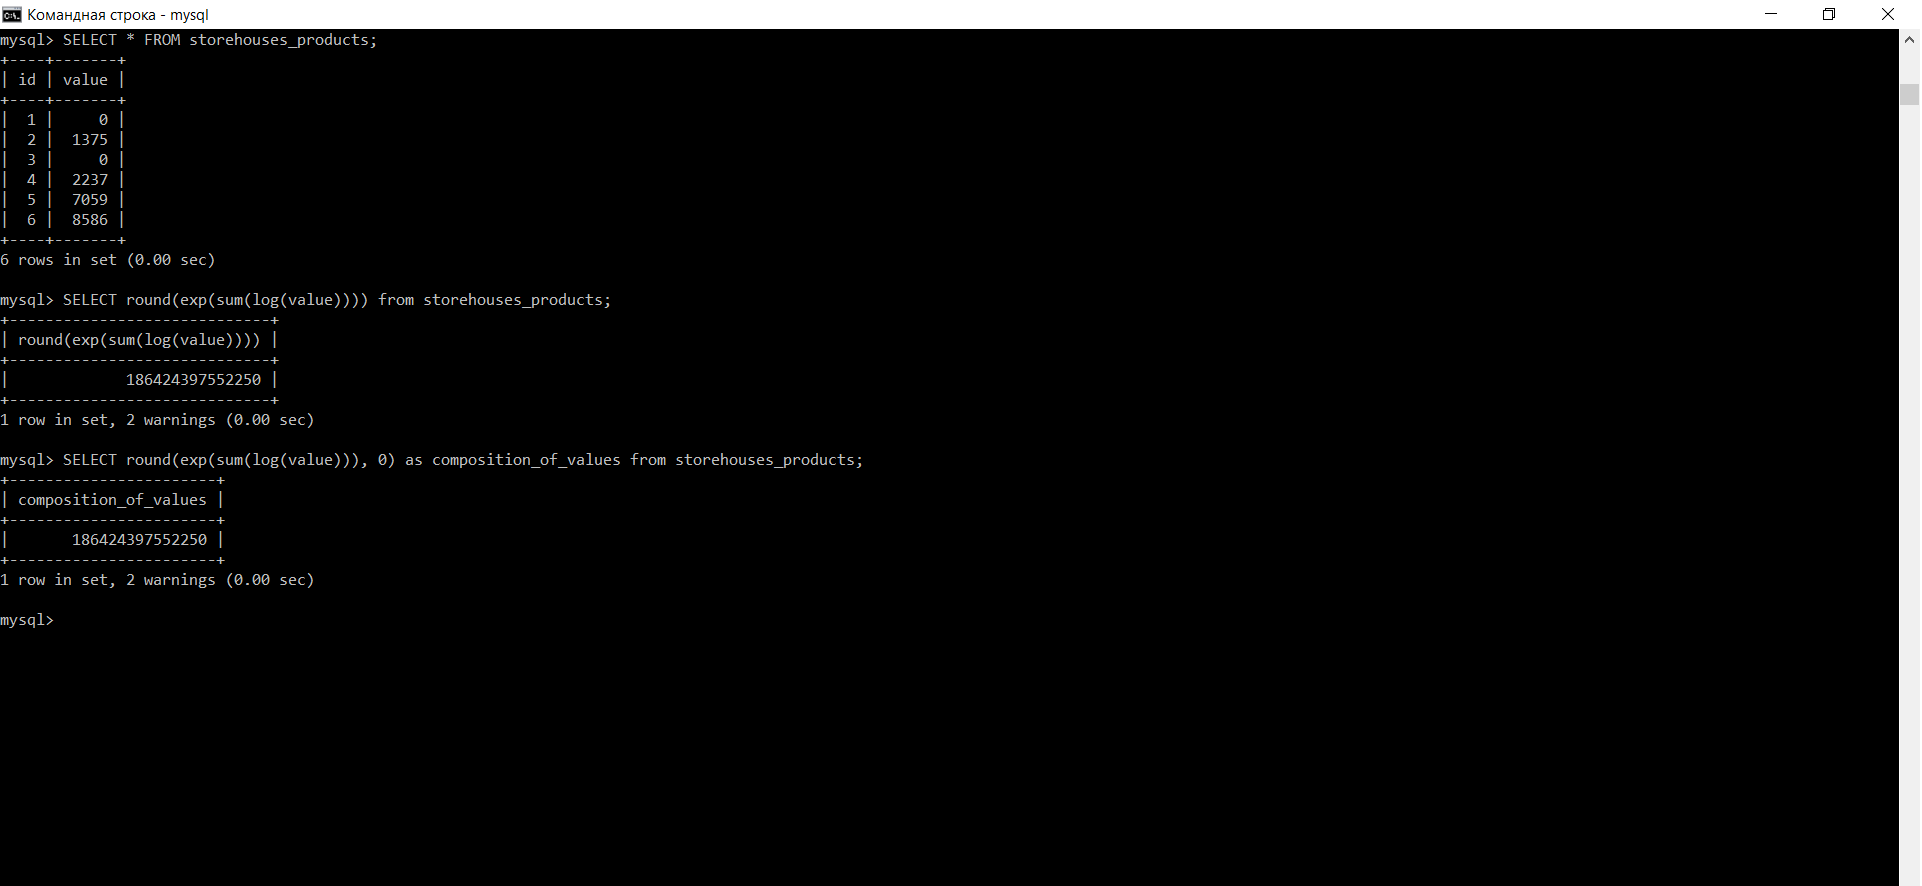 Командная строка - mysql
mysql> SELECT * FROM storehouses_products;
+----+-------+
| id | value |
+----+-------+
|  1 |     0 |
|  2 |  1375 |
|  3 |     0 |
|  4 |  2237 |
|  5 |  7059 |
|  6 |  8586 |
+----+-------+
6 rows in set (0.00 sec)
mysql> SELECT round(exp(sum(log(value)))) from storehouses_products;
+-----------------------------+
| round(exp(sum(log(value)))) |
+-----------------------------+
|             186424397552250 |
+-----------------------------+
1 row in set, 2 warnings (0.00 sec)
mysql> SELECT round(exp(sum(log(value))), 0) as composition_of_values from storehouses_products;
+-----------------------+
| composition_of_values |
+-----------------------+
|       186424397552250 |
+-----------------------+
1 row in set, 2 warnings (0.00 sec)
mysql>